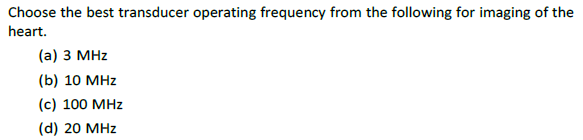 Choose the best transducer operating frequency from the following for imaging of the
heart.
(a) 3 MHz
(b) 10 MHz
(c) 100 MHz
(d) 20 MHz